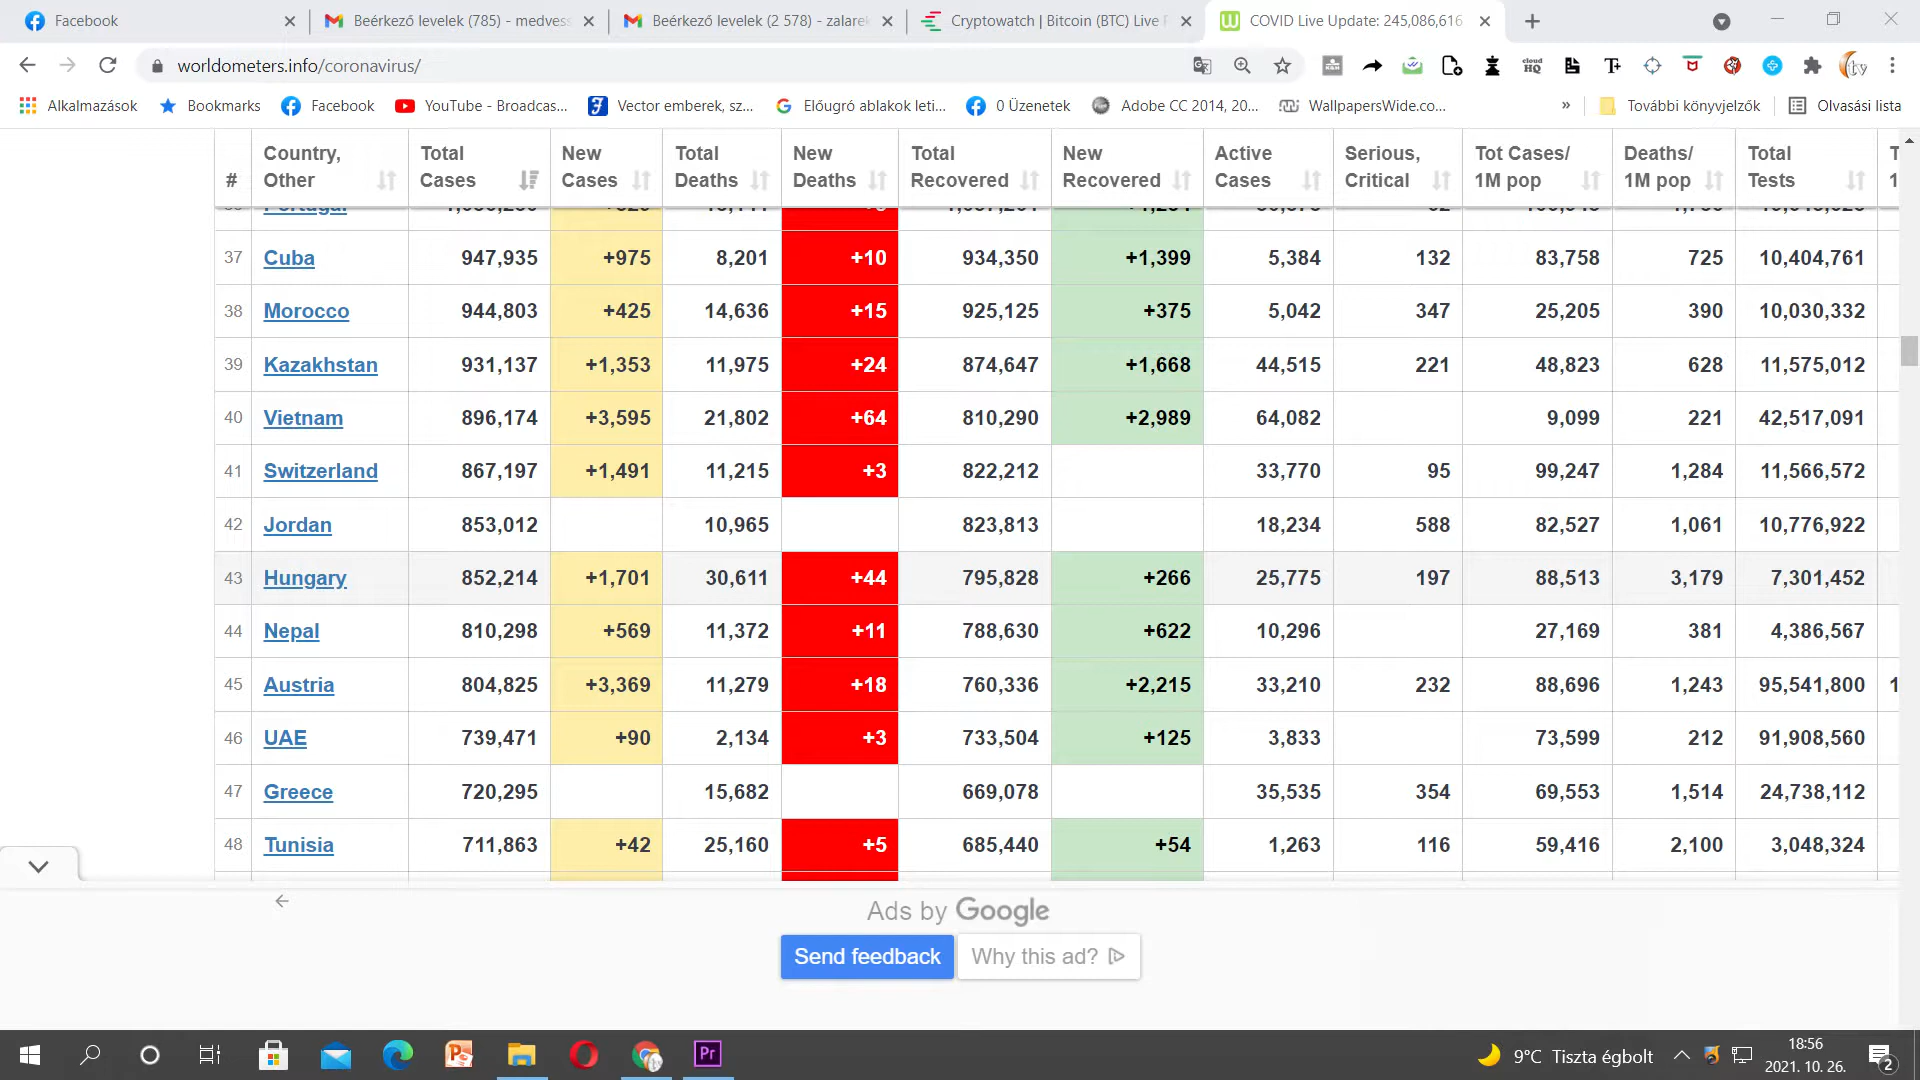 Facebook
Beérkező levelek (785) - medvess
Beérkező levelek (2 578) - zalarek
Cryptowatch | Bitcoin (BTC) Live
COVID Live Update: 245,086,616
worldometers.info/coronavirus/
Alkalmazások Bookmarks Facebook YouTube - Broadcas... Vector emberek, sz... Előugró ablakok leti... 0 Üzenetek Adobe CC 2014, 20... WallpapersWide.co... » További könyvjelzők Olvasási lista
# Country, Other Total Cases New Cases Total Deaths New Deaths Total Recovered New Recovered Active Cases Serious, Critical Tot Cases/ 1M pop Deaths/ 1M pop Total Tests
Portugal
37 Cuba 947,935 +975 8,201 +10 934,350 +1,399 5,384 132 83,758 725 10,404,761
38 Morocco 944,803 +425 14,636 +15 925,125 +375 5,042 347 25,205 390 10,030,332
39 Kazakhstan 931,137 +1,353 11,975 +24 874,647 +1,668 44,515 221 48,823 628 11,575,012
40 Vietnam 896,174 +3,595 21,802 +64 810,290 +2,989 64,082 9,099 221 42,517,091
41 Switzerland 867,197 +1,491 11,215 +3 822,212 33,770 95 99,247 1,284 11,566,572
42 Jordan 853,012 10,965 823,813 18,234 588 82,527 1,061 10,776,922
43 Hungary 852,214 +1,701 30,611 +44 795,828 +266 25,775 197 88,513 3,179 7,301,452
44 Nepal 810,298 +569 11,372 +11 788,630 +622 10,296 27,169 381 4,386,567
45 Austria 804,825 +3,369 11,279 +18 760,336 +2,215 33,210 232 88,696 1,243 95,541,800 1
46 UAE 739,471 +90 2,134 +3 733,504 +125 3,833 73,599 212 91,908,560
47 Greece 720,295 15,682 669,078 35,535 354 69,553 1,514 24,738,112
48 Tunisia 711,863 +42 25,160 +5 685,440 +54 1,263 116 59,416 2,100 3,048,324
Ads by Google
Send feedback Why this ad?
9°C Tiszta égbolt
18:56
2021. 10. 26.
2